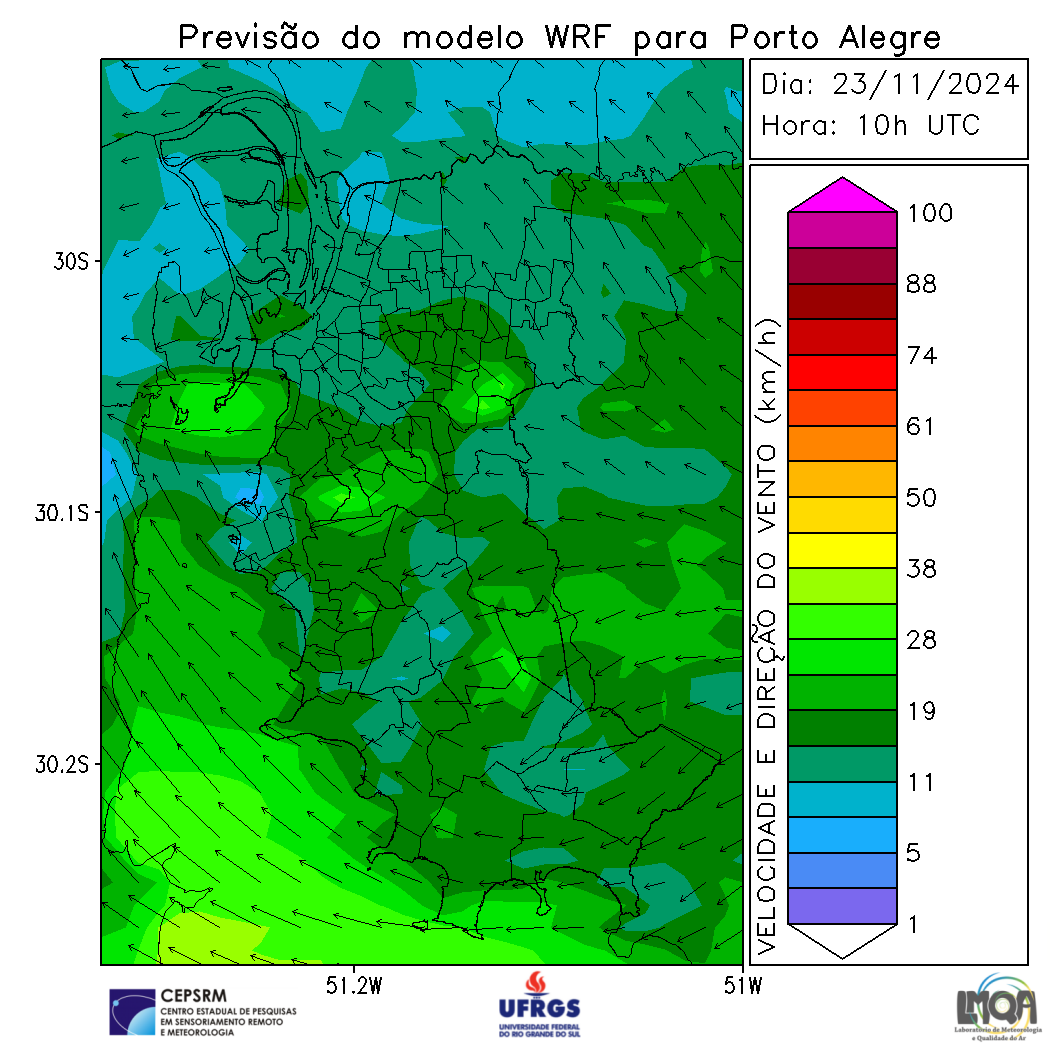 Previsão do modelo WRF para Porto Alegre
Dia: 23/11/2024
Hora: 10h UTC
30S
30.1S
30.2S
51.2W
51W
VELOCIDADE E DIREÇÃO DO VENTO (km/h)
100
88
74
61
50
38
28
19
11
5
1
CEPSRM
CENTRO ESTADUAL DE PESQUISAS
EM SENSORIAMENTO REMOTO
E METEOROLOGIA
UFRGS
UNIVERSIDADE FEDERAL
DO RIO GRANDE DO SUL
LMQA
Laboratório de Meteorologia
e Qualidade do Ar